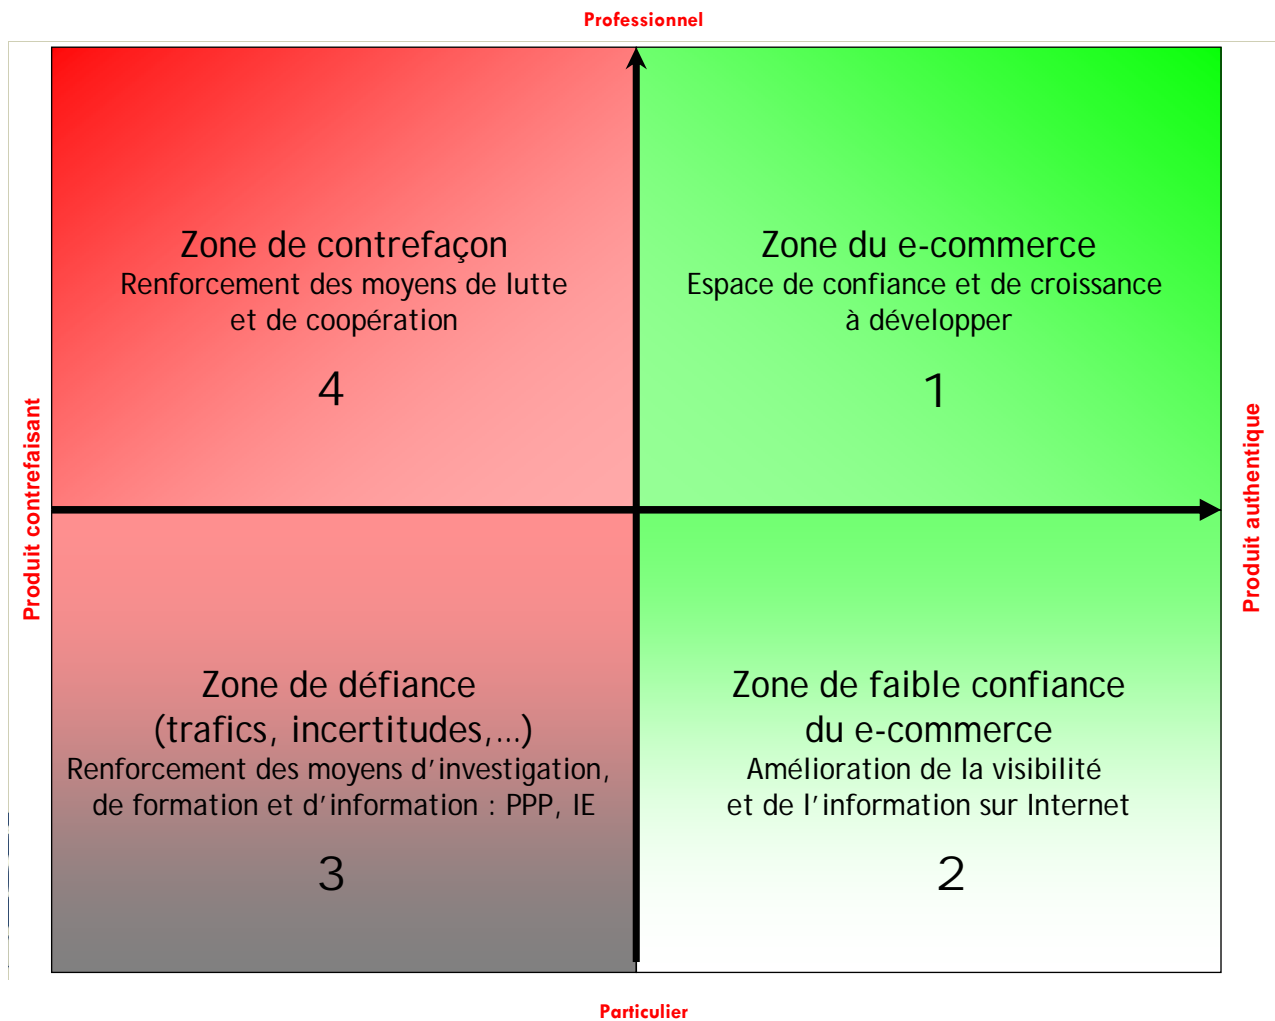 Professionnel
Zone de contrefaçon
Renforcement des moyens de lutte
et de coopération
4
Zone du e-commerce
Espace de confiance et de croissance
à développer
1
Produit contrefaisant
Produit authentique
Zone de défiance
(trafics, incertitudes,…)
Renforcement des moyens d’investigation,
de formation et d’information : PPP, IE
3
Zone de faible confiance
du e-commerce
Amélioration de la visibilité
et de l’information sur Internet
2
Particulier